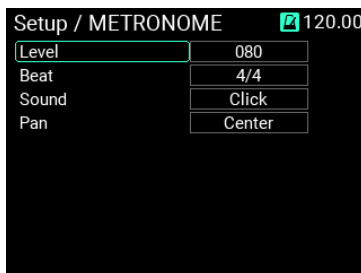 Setup / METRONOME 120.00
Level 080
Beat 4/4
Sound Click
Pan Center